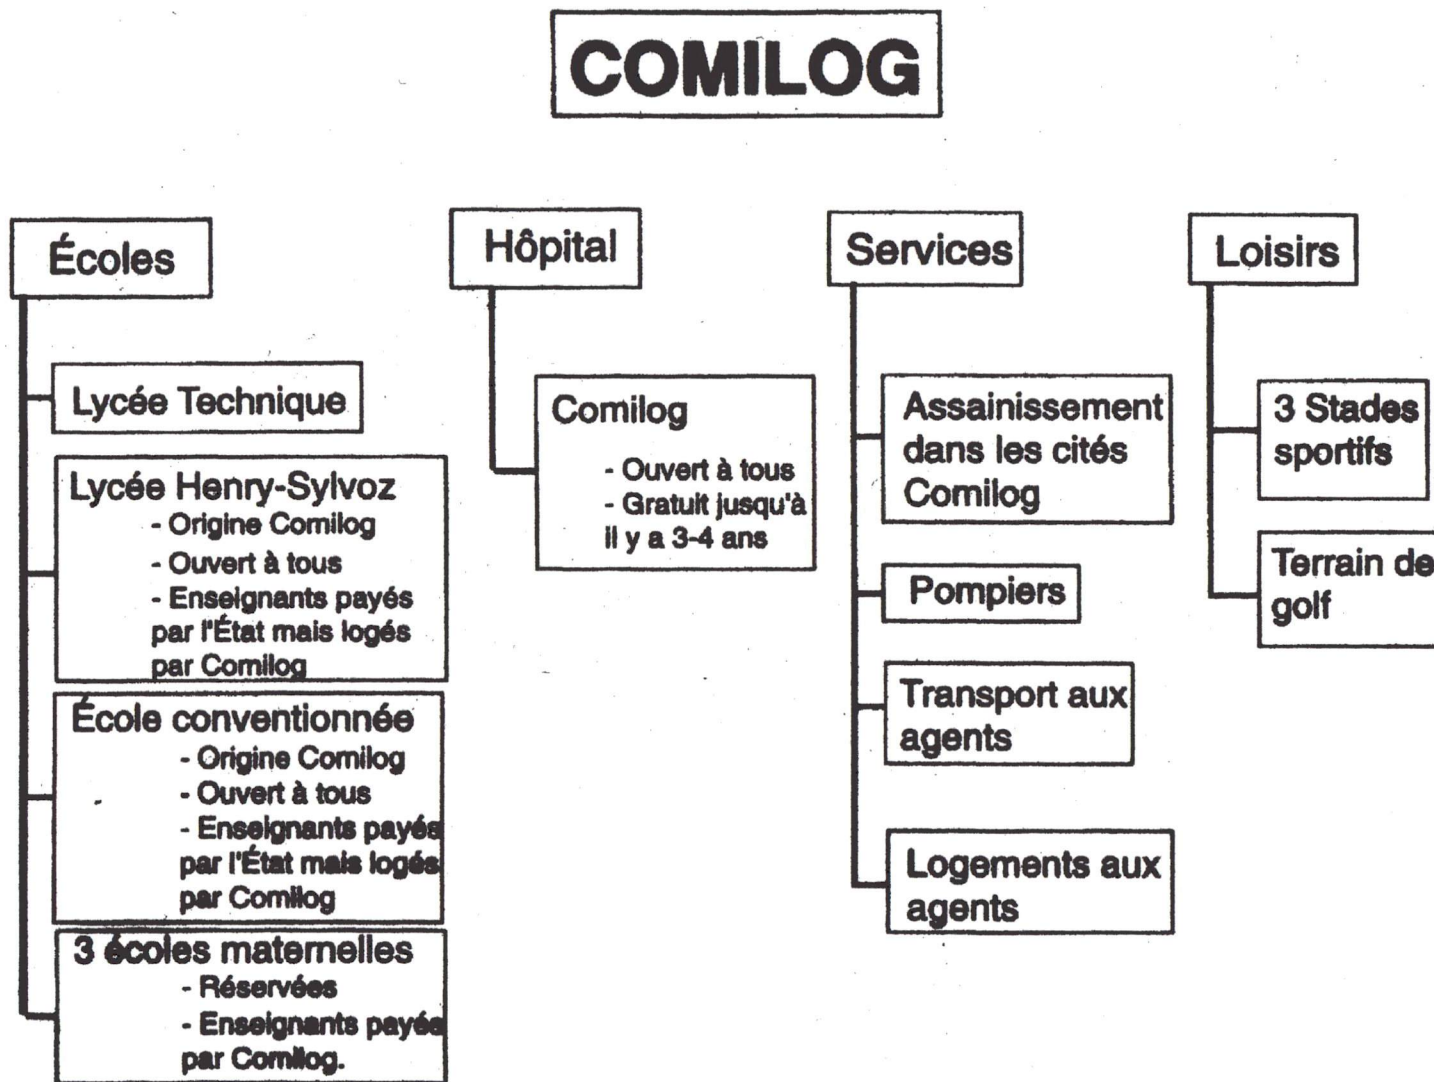 COMILOG
Écoles
Lycée Technique
Lycée Henry-Sylvoz
- Origine Comilog
- Ouvert à tous
- Enseignants payés
par l'État mais logés
par Comilog
École conventionnée
- Origine Comilog
- Ouvert à tous
- Enseignants payés
par l'État mais logés
par Comilog
3 écoles maternelles
- Réservées
- Enseignants payés
par Comilog.
Hôpital
Comilog
- Ouvert à tous
- Gratuit jusqu'à
il y a 3-4 ans
Services
Assainissement
dans les cités
Comilog
Pompiers
Transport aux
agents
Logements aux
agents
Loisirs
3 Stades
sportifs
Terrain de
golf